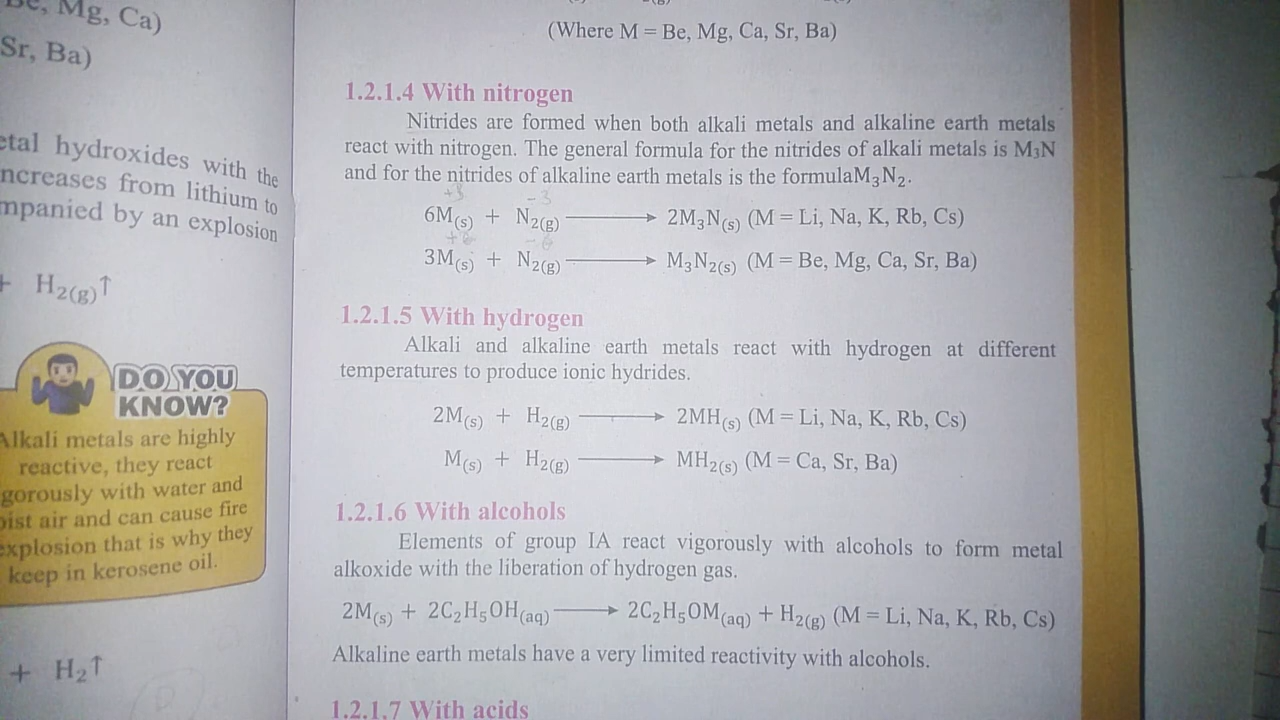 Be, Mg, Ca)
Sr, Ba)
etal hydroxides with the
ncreases from lithium to
mpanied by an explosion
+ H₂(g)↑
DO YOU
KNOW?
Alkali metals are highly
reactive, they react
gorously with water and
oist air and can cause fire
explosion that is why they
keep in kerosene oil.
+ H₂↑
(Where M = Be, Mg, Ca, Sr, Ba)
1.2.1.4 With nitrogen
Nitrides are formed when both alkali metals and alkaline earth metals
react with nitrogen. The general formula for the nitrides of alkali metals is M₃N
and for the nitrides of alkaline earth metals is the formulaM₃N₂.
6M(s) + N₂(g) ⟶ 2M₃N(s) (M = Li, Na, K, Rb, Cs)
3M(s) + N₂(g) ⟶ M₃N₂(s) (M = Be, Mg, Ca, Sr, Ba)
1.2.1.5 With hydrogen
Alkali and alkaline earth metals react with hydrogen at different
temperatures to produce ionic hydrides.
2M(s) + H₂(g) ⟶ 2MH(s) (M = Li, Na, K, Rb, Cs)
M(s) + H₂(g) ⟶ MH₂(s) (M = Ca, Sr, Ba)
1.2.1.6 With alcohols
Elements of group IA react vigorously with alcohols to form metal
alkoxide with the liberation of hydrogen gas.
2M(s) + 2C₂H₅OH(aq) ⟶ 2C₂H₅OM(aq) + H₂(g) (M = Li, Na, K, Rb, Cs)
Alkaline earth metals have a very limited reactivity with alcohols.
1.2.1.7 With acids